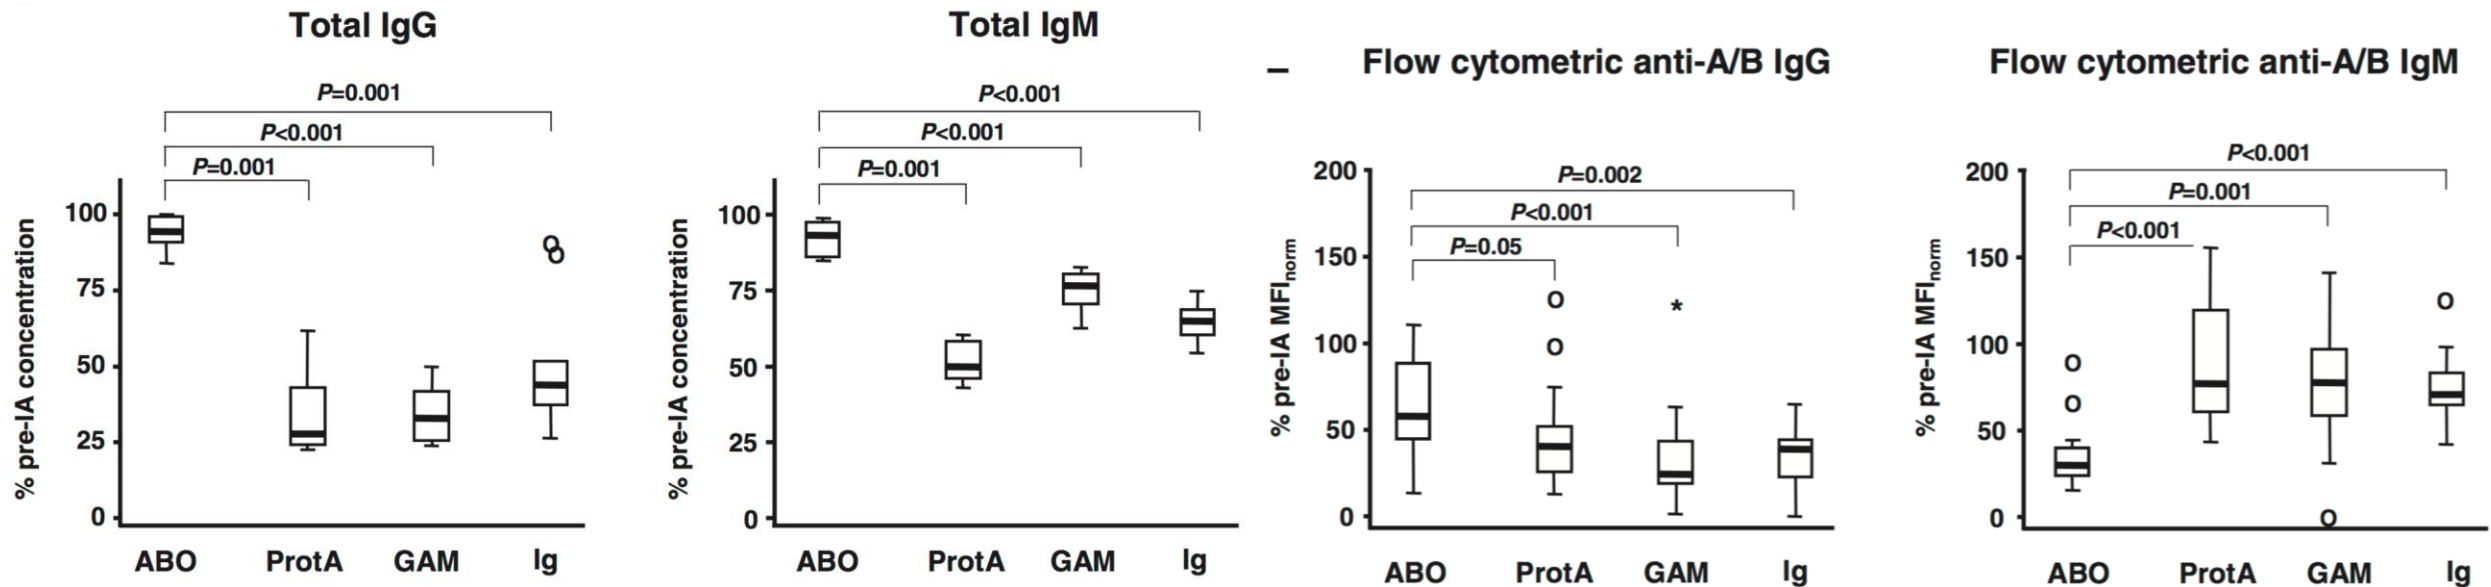 Total IgG
P=0.001
P<0.001
P=0.001
% pre-IA concentration
100
75
50
25
0
ABO ProtA GAM Ig
Total IgM
P<0.001
P<0.001
P=0.001
% pre-IA concentration
100
75
50
25
0
ABO ProtA GAM Ig
–
Flow cytometric anti-A/B IgG
P=0.002
P<0.001
P=0.05
% pre-IA MFInorm
200
150
100
50
0
*
ABO ProtA GAM Ig
Flow cytometric anti-A/B IgM
P<0.001
P=0.001
P<0.001
% pre-IA MFInorm
200
150
100
50
0
ABO ProtA GAM Ig